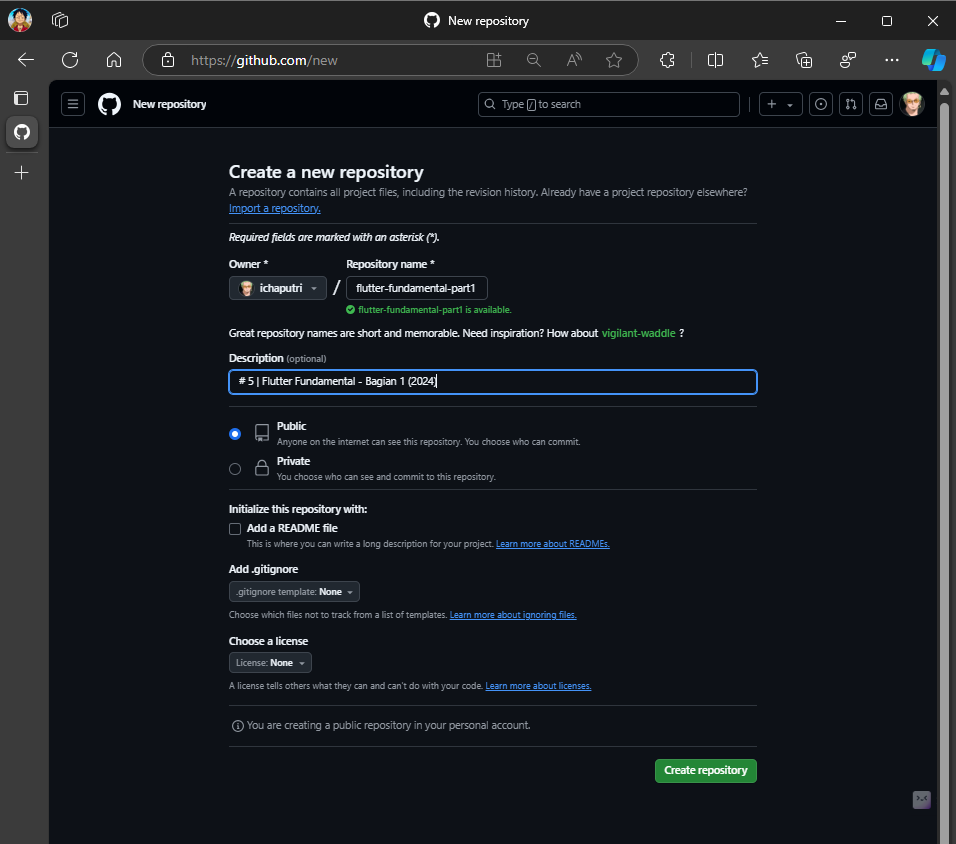 New repository
https://github.com/new
New repository
Type / to search
Create a new repository
A repository contains all project files, including the revision history. Already have a project repository elsewhere?
Import a repository.
Required fields are marked with an asterisk (*).
Owner * Repository name *
ichaputri / flutter-fundamental-part1
flutter-fundamental-part1 is available.
Great repository names are short and memorable. Need inspiration? How about vigilant-waddle ?
Description (optional)
# 5 | Flutter Fundamental - Bagian 1 (2024)
Public
Anyone on the internet can see this repository. You choose who can commit.
Private
You choose who can see and commit to this repository.
Initialize this repository with:
Add a README file
This is where you can write a long description for your project. Learn more about READMEs.
Add .gitignore
.gitignore template: None
Choose which files not to track from a list of templates. Learn more about ignoring files.
Choose a license
License: None
A license tells others what they can and can't do with your code. Learn more about licenses.
You are creating a public repository in your personal account.
Create repository